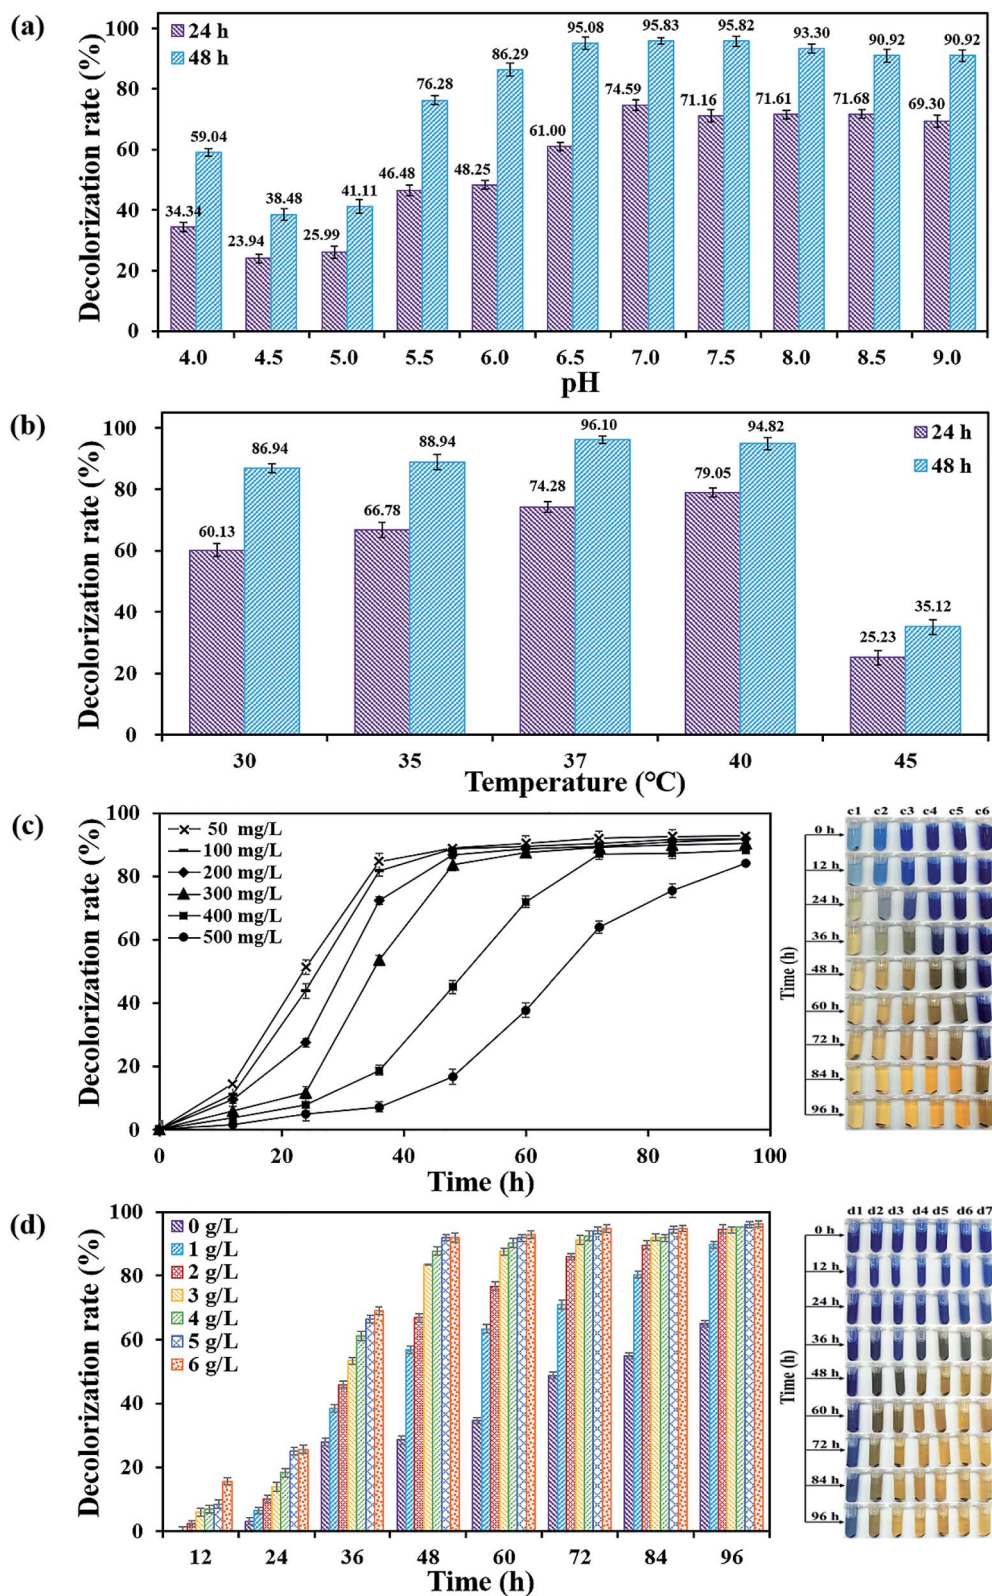 (a)
Decolorization rate (%)
24 h
48 h
100
80
60
40
20
0
34.34
59.04
23.94
38.48
25.99
41.11
46.48
76.28
48.25
86.29
61.00
95.08
74.59
95.83
71.16
95.82
71.61
93.30
71.68
90.92
69.30
90.92
4.0 4.5 5.0 5.5 6.0 6.5 7.0 7.5 8.0 8.5 9.0
pH
(b)
Decolorization rate (%)
24 h
48 h
100
80
60
40
20
0
60.13
86.94
66.78
88.94
74.28
96.10
79.05
94.82
25.23
35.12
30 35 37 40 45
Temperature (°C)
(c)
Decolorization rate (%)
100
80
60
40
20
0
50 mg/L
100 mg/L
200 mg/L
300 mg/L
400 mg/L
500 mg/L
0 20 40 60 80 100
Time (h)
c1 c2 c3 c4 c5 c6
Time (h)
0 h
12 h
24 h
36 h
48 h
60 h
72 h
84 h
96 h
(d)
Decolorization rate (%)
100
80
60
40
20
0
0 g/L
1 g/L
2 g/L
3 g/L
4 g/L
5 g/L
6 g/L
12 24 36 48 60 72 84 96
Time (h)
d1 d2 d3 d4 d5 d6 d7
Time (h)
0 h
12 h
24 h
36 h
48 h
60 h
72 h
84 h
96 h